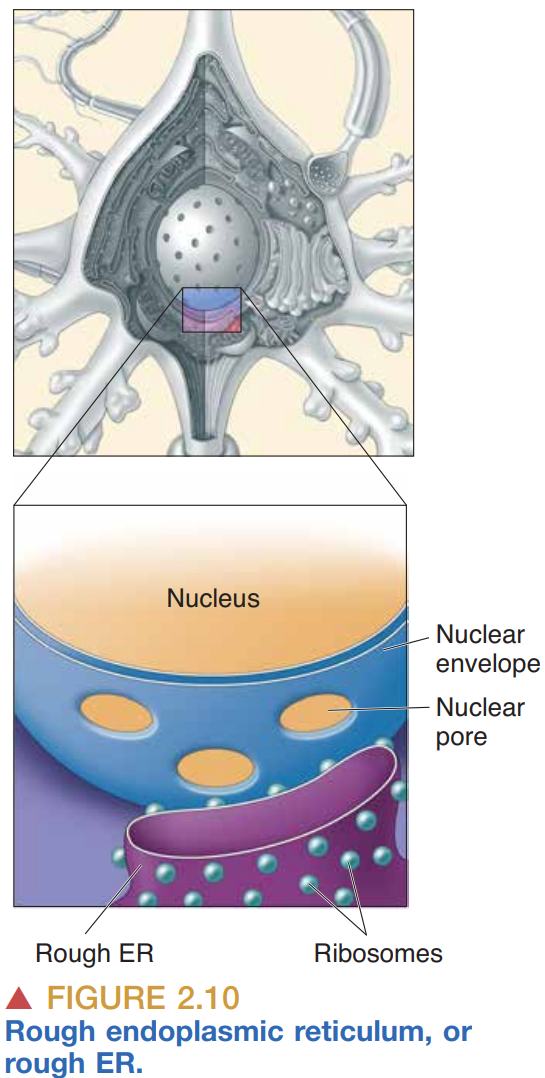 Nucleus
Nuclear
envelope
Nuclear
pore
Rough ER
Ribosomes
▲ FIGURE 2.10
Rough endoplasmic reticulum, or
rough ER.